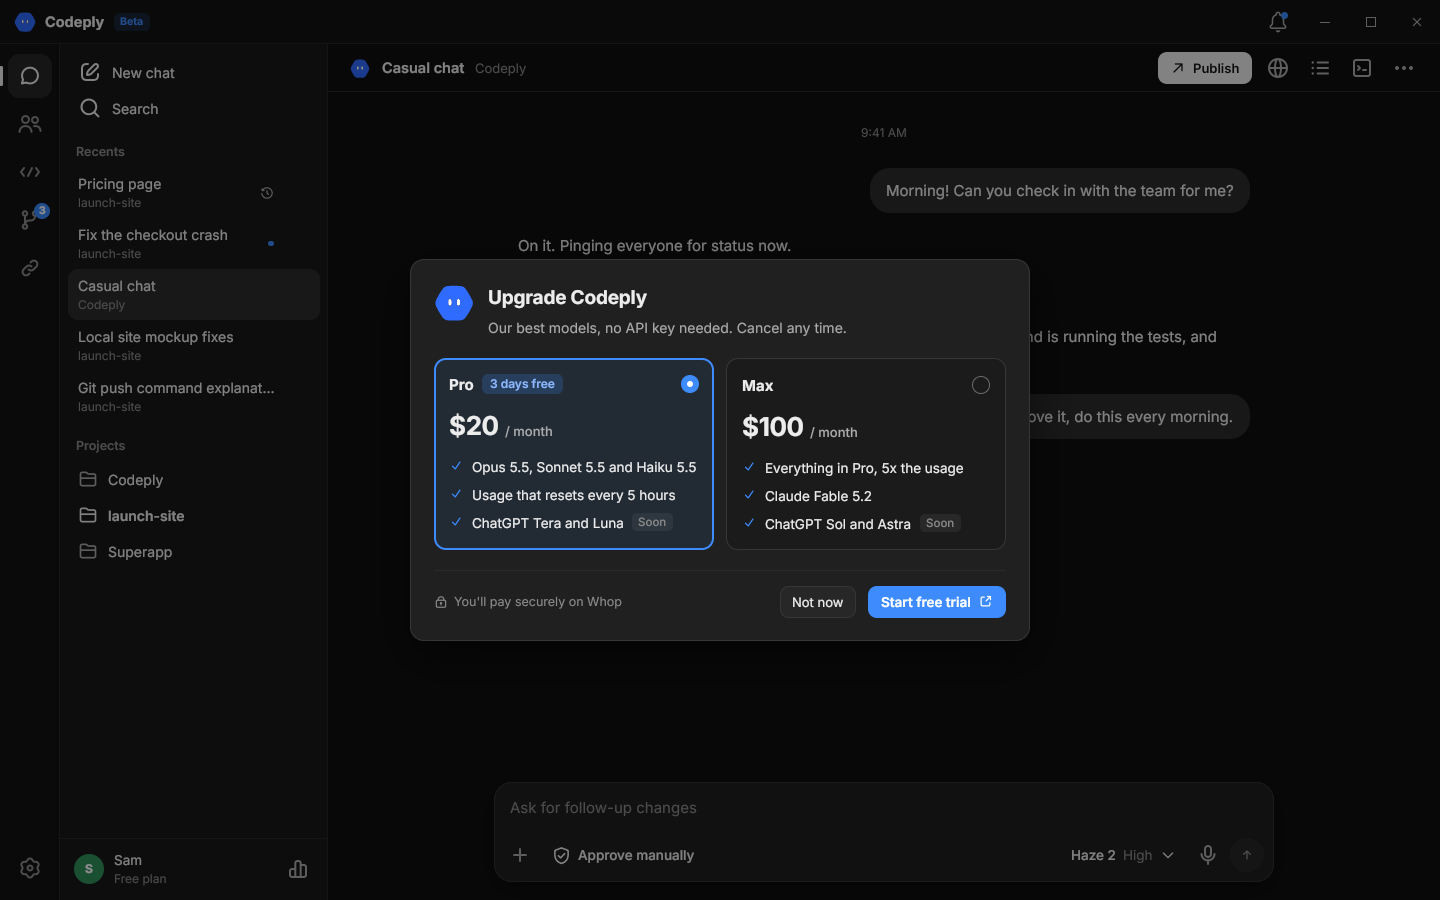 Codeply Beta
New chat
Search
Recents
Pricing page
launch-site
Fix the checkout crash
launch-site
Casual chat
Codeply
Local site mockup fixes
launch-site
Git push command explanat...
launch-site
Projects
Codeply
launch-site
Superapp
S
Sam
Free plan
3
Casual chat Codeply
Publish
9:41 AM
Morning! Can you check in with the team for me?
On it. Pinging everyone for status now.
nd is running the tests, and
ove it, do this every morning.
Upgrade Codeply
Our best models, no API key needed. Cancel any time.
Pro 3 days free
$20 / month
Opus 5.5, Sonnet 5.5 and Haiku 5.5
Usage that resets every 5 hours
ChatGPT Tera and Luna Soon
Max
$100 / month
Everything in Pro, 5x the usage
Claude Fable 5.2
ChatGPT Sol and Astra Soon
You'll pay securely on Whop
Not now
Start free trial
Ask for follow-up changes
Approve manually
Haze 2 High